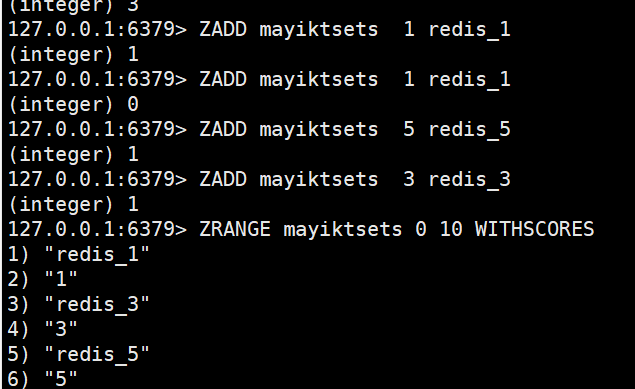 (integer) 3
127.0.0.1:6379> ZADD mayiktsets  1 redis_1
(integer) 1
127.0.0.1:6379> ZADD mayiktsets  1 redis_1
(integer) 0
127.0.0.1:6379> ZADD mayiktsets  5 redis_5
(integer) 1
127.0.0.1:6379> ZADD mayiktsets  3 redis_3
(integer) 1
127.0.0.1:6379> ZRANGE mayiktsets 0 10 WITHSCORES
1) "redis_1"
2) "1"
3) "redis_3"
4) "3"
5) "redis_5"
6) "5"